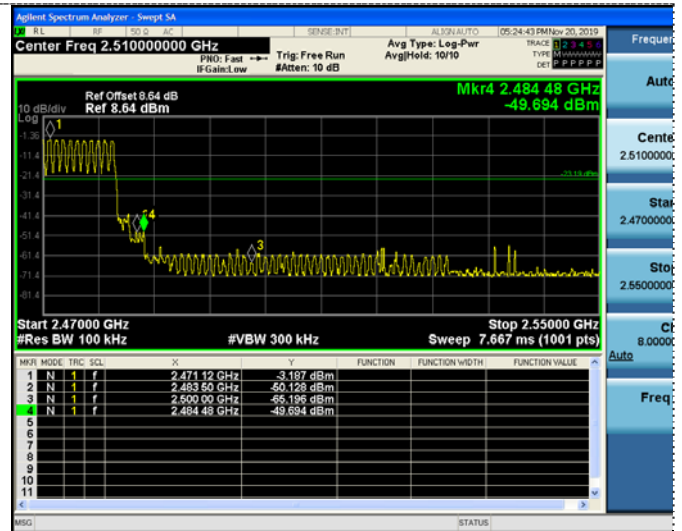 Agilent Spectrum Analyzer - Swept SA
RL RF 50 Ω AC SENSE:INT ALIGN AUTO 05:24:43 PM Nov 20, 2019
Center Freq 2.510000000 GHz
PNO: Fast
IFGain:Low
Trig: Free Run
#Atten: 10 dB
Avg Type: Log-Pwr
Avg|Hold: 10/10
TRACE 1 2 3 4 5 6
TYPE M
DET P P P P P P
Mkr4 2.484 48 GHz
-49.694 dBm
Ref Offset 8.64 dB
10 dB/div Ref 8.64 dBm
Log
-1.36
-11.4
-21.4
-31.4
-41.4
-51.4
-61.4
-71.4
-81.4
1
4
3
-23.19 dBm
Start 2.47000 GHz Stop 2.55000 GHz
#Res BW 100 kHz #VBW 300 kHz Sweep 7.667 ms (1001 pts)
MKR MODE TRC SCL X Y FUNCTION FUNCTION WIDTH FUNCTION VALUE
1 N 1 f 2.471 12 GHz -3.187 dBm
2 N 1 f 2.483 50 GHz -50.128 dBm
3 N 1 f 2.500 00 GHz -65.196 dBm
4 N 1 f 2.484 48 GHz -49.694 dBm
5
6
7
8
9
10
11
MSG STATUS
Frequen
Auto
Cente
2.5100000
Star
2.4700000
Stop
2.5500000
8.00000
Auto
Freq